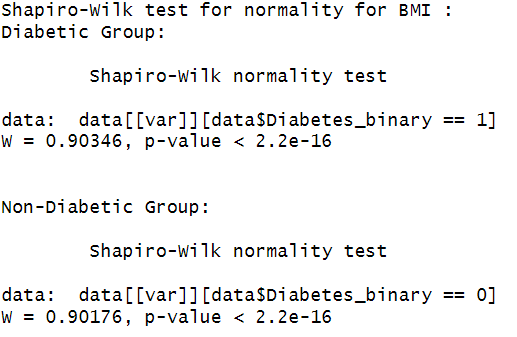 Shapiro-Wilk test for normality for BMI :
Diabetic Group:
Shapiro-Wilk normality test
data:  data[[var]][data$Diabetes_binary == 1]
W = 0.90346, p-value < 2.2e-16
Non-Diabetic Group:
Shapiro-Wilk normality test
data:  data[[var]][data$Diabetes_binary == 0]
W = 0.90176, p-value < 2.2e-16